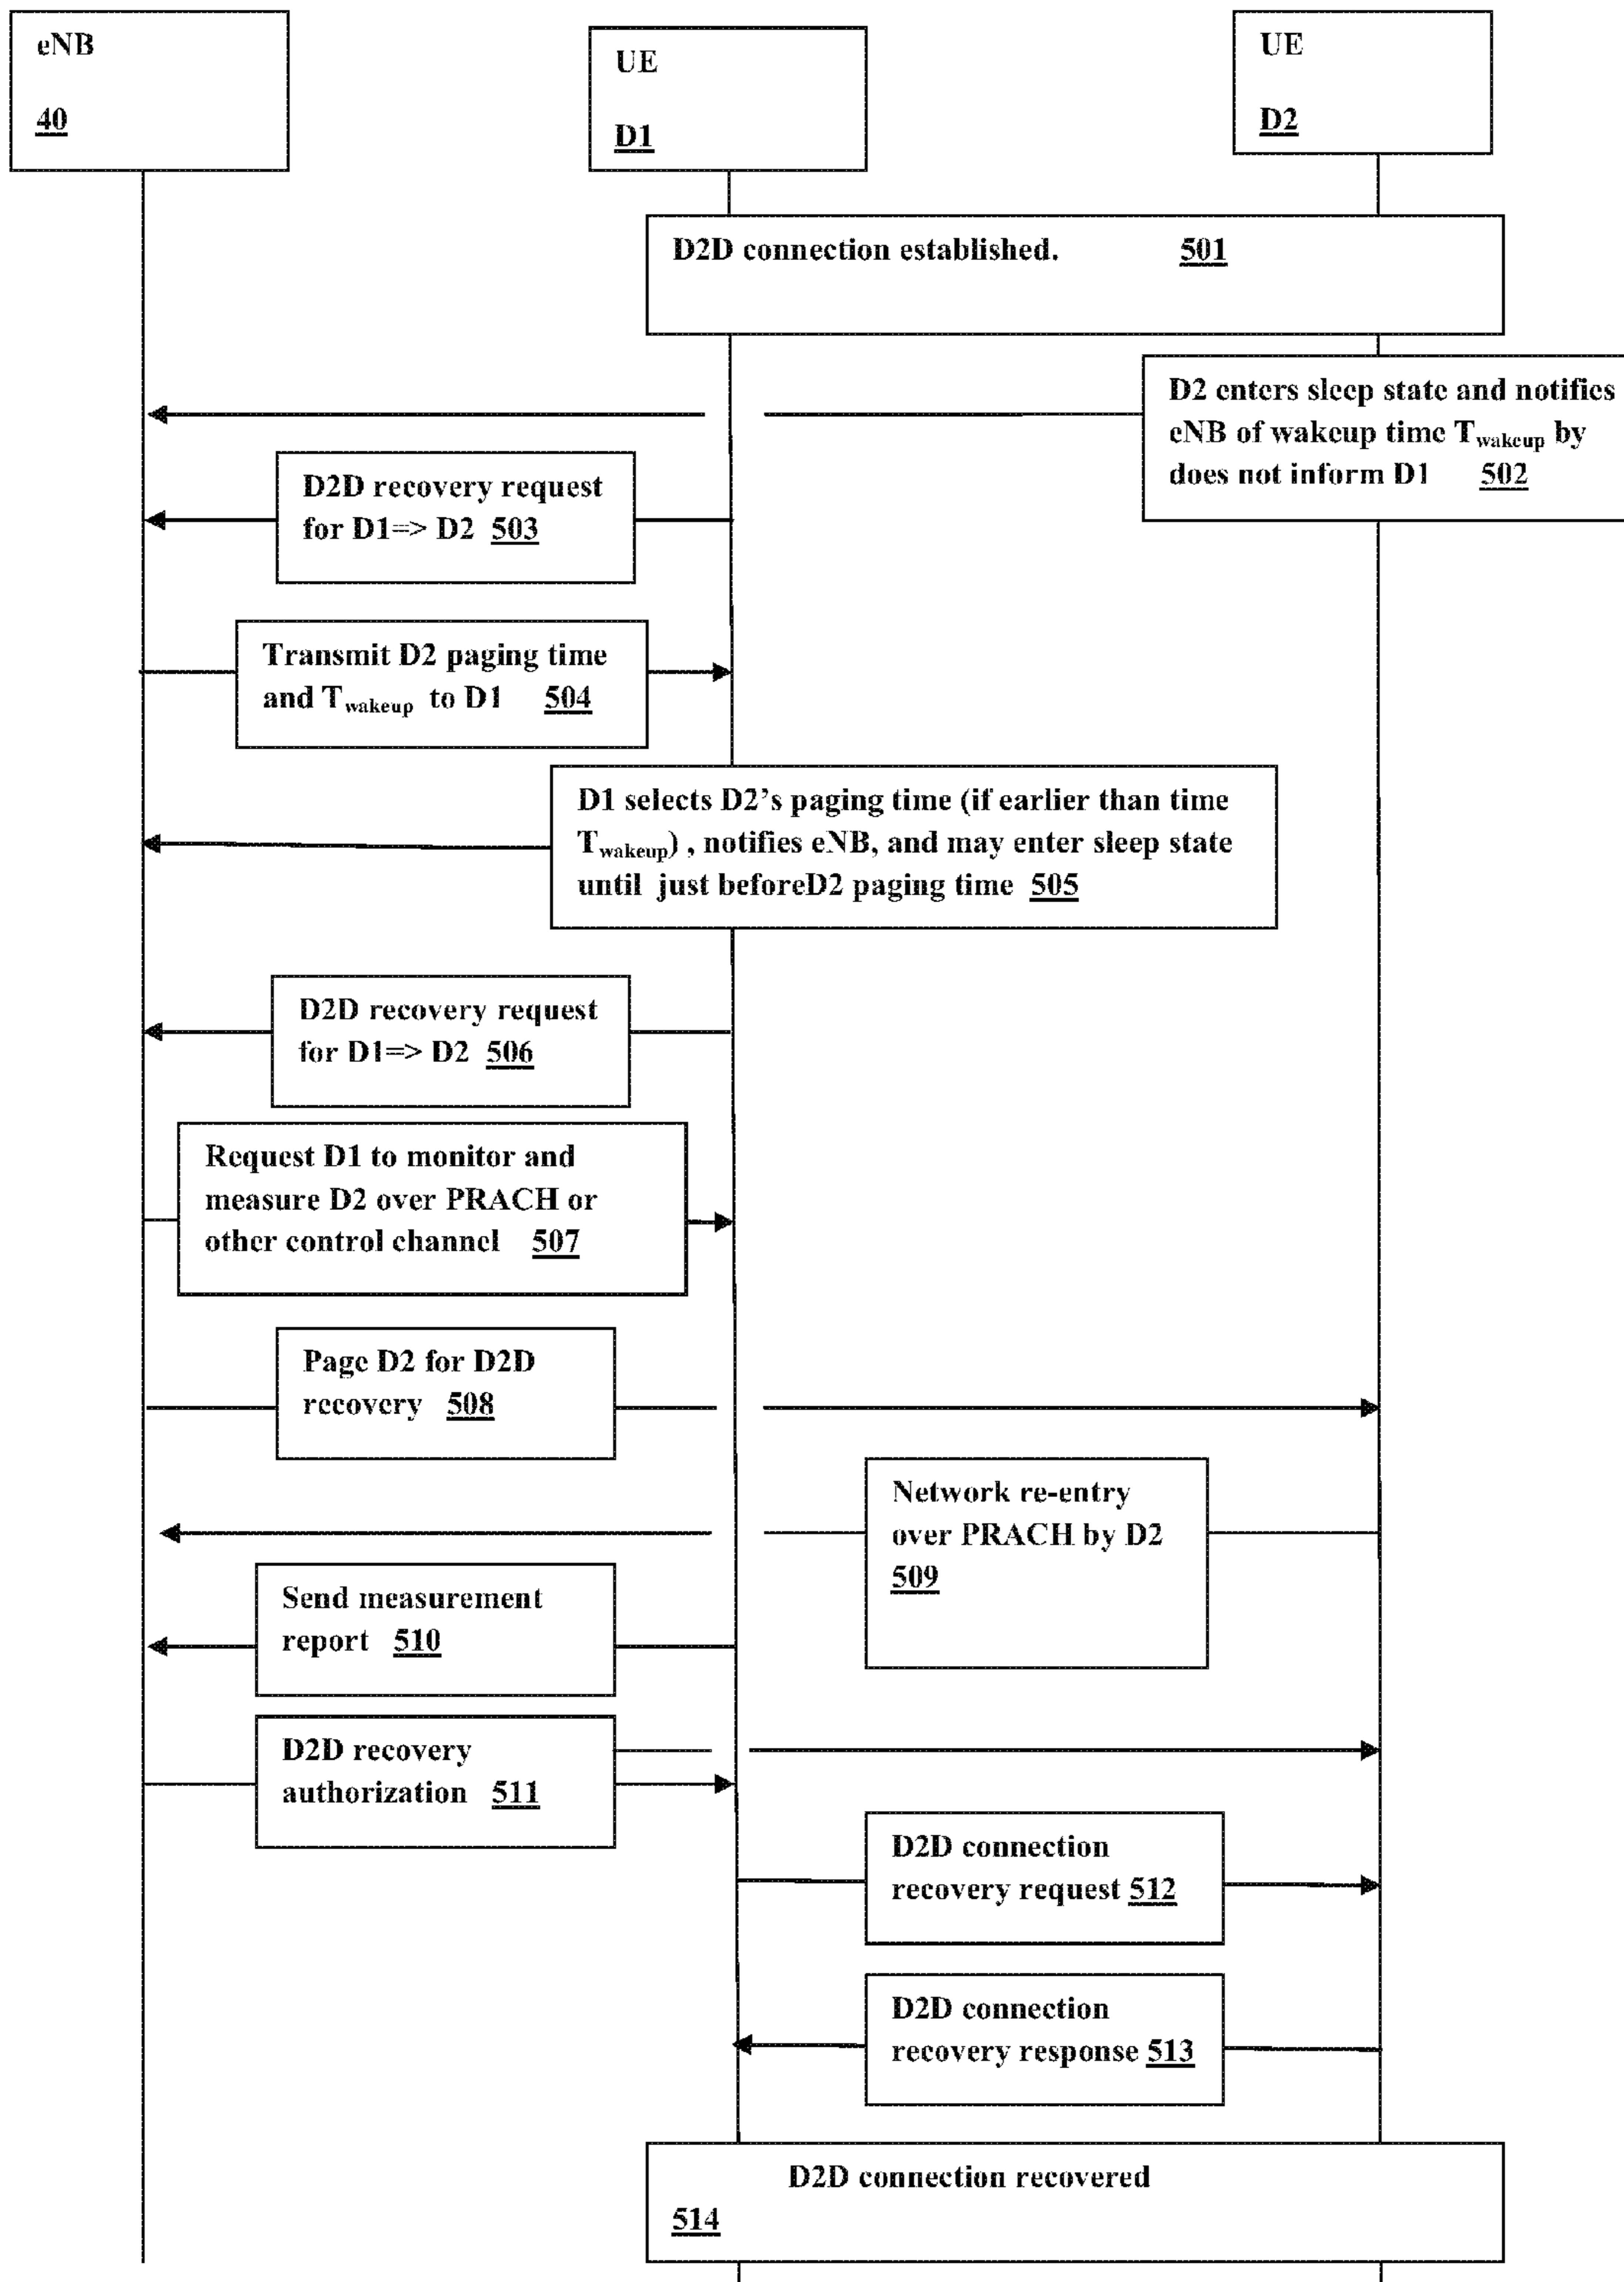 eNB
40
UE
D1
UE
D2
D2D connection established. 501
D2 enters sleep state and notifies
eNB of wakeup time Twakeup by
does not inform D1 502
D2D recovery request
for D1=> D2 503
Transmit D2 paging time
and Twakeup to D1 504
D1 selects D2's paging time (if earlier than time
Twakeup) , notifies eNB, and may enter sleep state
until just beforeD2 paging time 505
D2D recovery request
for D1=> D2 506
Request D1 to monitor and
measure D2 over PRACH or
other control channel 507
Page D2 for D2D
recovery 508
Network re-entry
over PRACH by D2
509
Send measurement
report 510
D2D recovery
authorization 511
D2D connection
recovery request 512
D2D connection
recovery response 513
D2D connection recovered
514